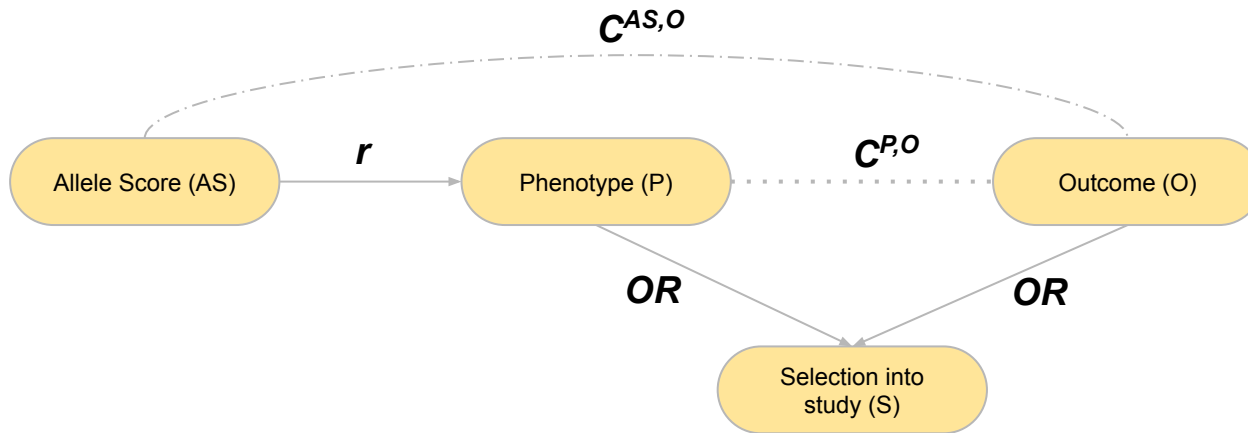 C^AS,O
r
C^P,O
Allele Score (AS)
Phenotype (P)
Outcome (O)
OR
OR
Selection into
study (S)